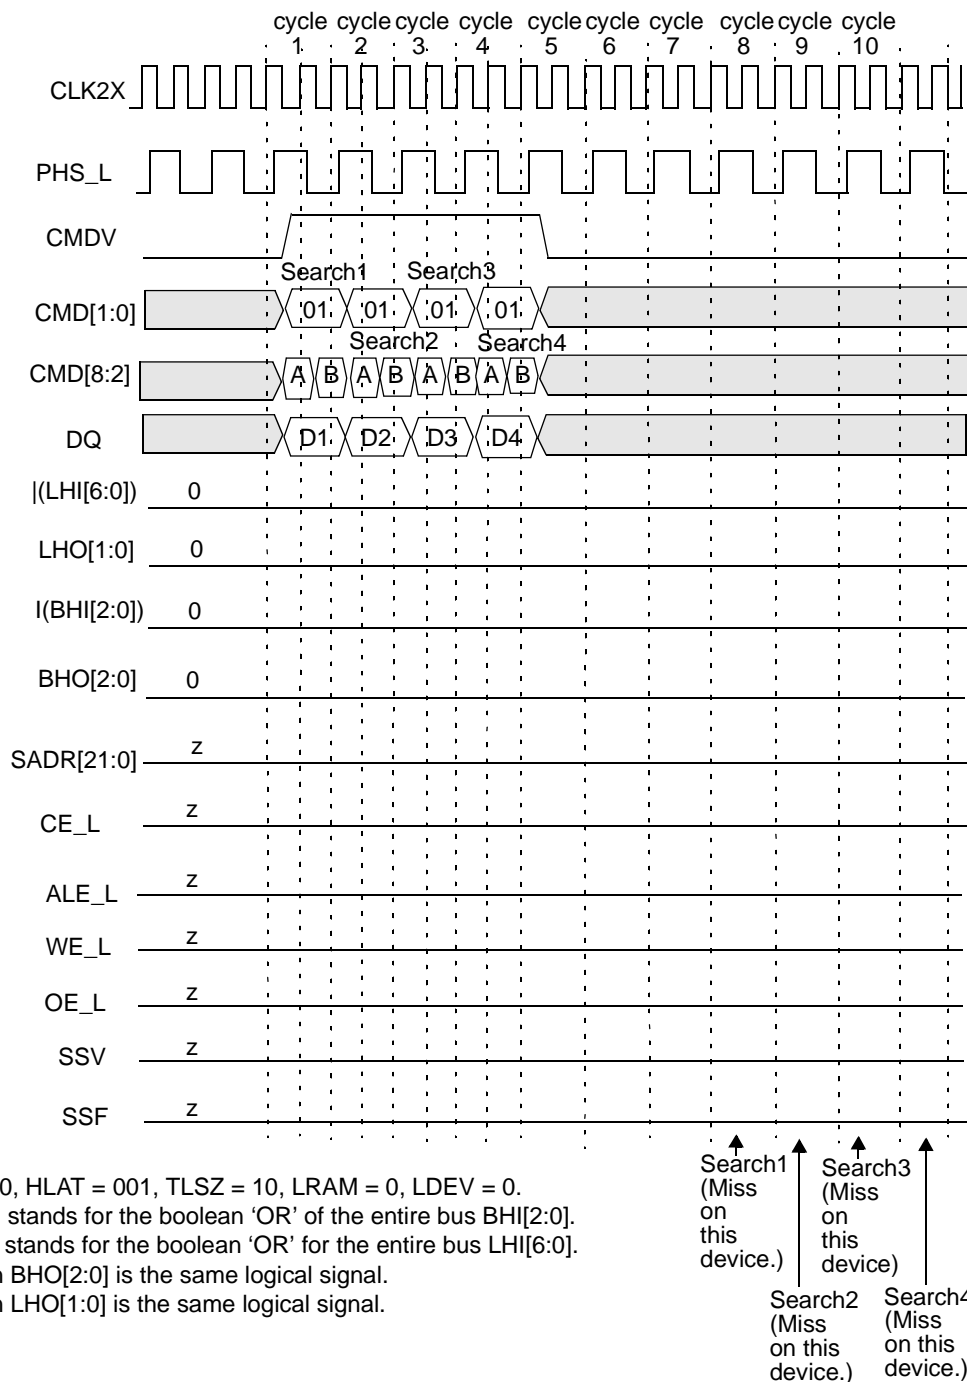 cycle cycle cycle cycle cycle cycle cycle cycle cycle cycle
1 2 3 4 5 6 7 8 9 10
CLK2X
PHS_L
CMDV
Search1 Search3
CMD[1:0] 01 01 01 01
Search2 Search4
CMD[8:2] A B A B A B A B
DQ D1 D2 D3 D4
|(LHI[6:0]) 0
LHO[1:0] 0
I(BHI[2:0]) 0
BHO[2:0] 0
SADR[21:0] z
CE_L z
ALE_L z
WE_L z
OE_L z
SSV z
SSF z
0, HLAT = 001, TLSZ = 10, LRAM = 0, LDEV = 0.
stands for the boolean ‘OR’ of the entire bus BHI[2:0].
stands for the boolean ‘OR’ for the entire bus LHI[6:0].
BHO[2:0] is the same logical signal.
LHO[1:0] is the same logical signal.
Search1
(Miss
on
this
device.)
Search3
(Miss
on
this
device)
Search2
(Miss
on this
device.)
Search4
(Miss
on this
device.)